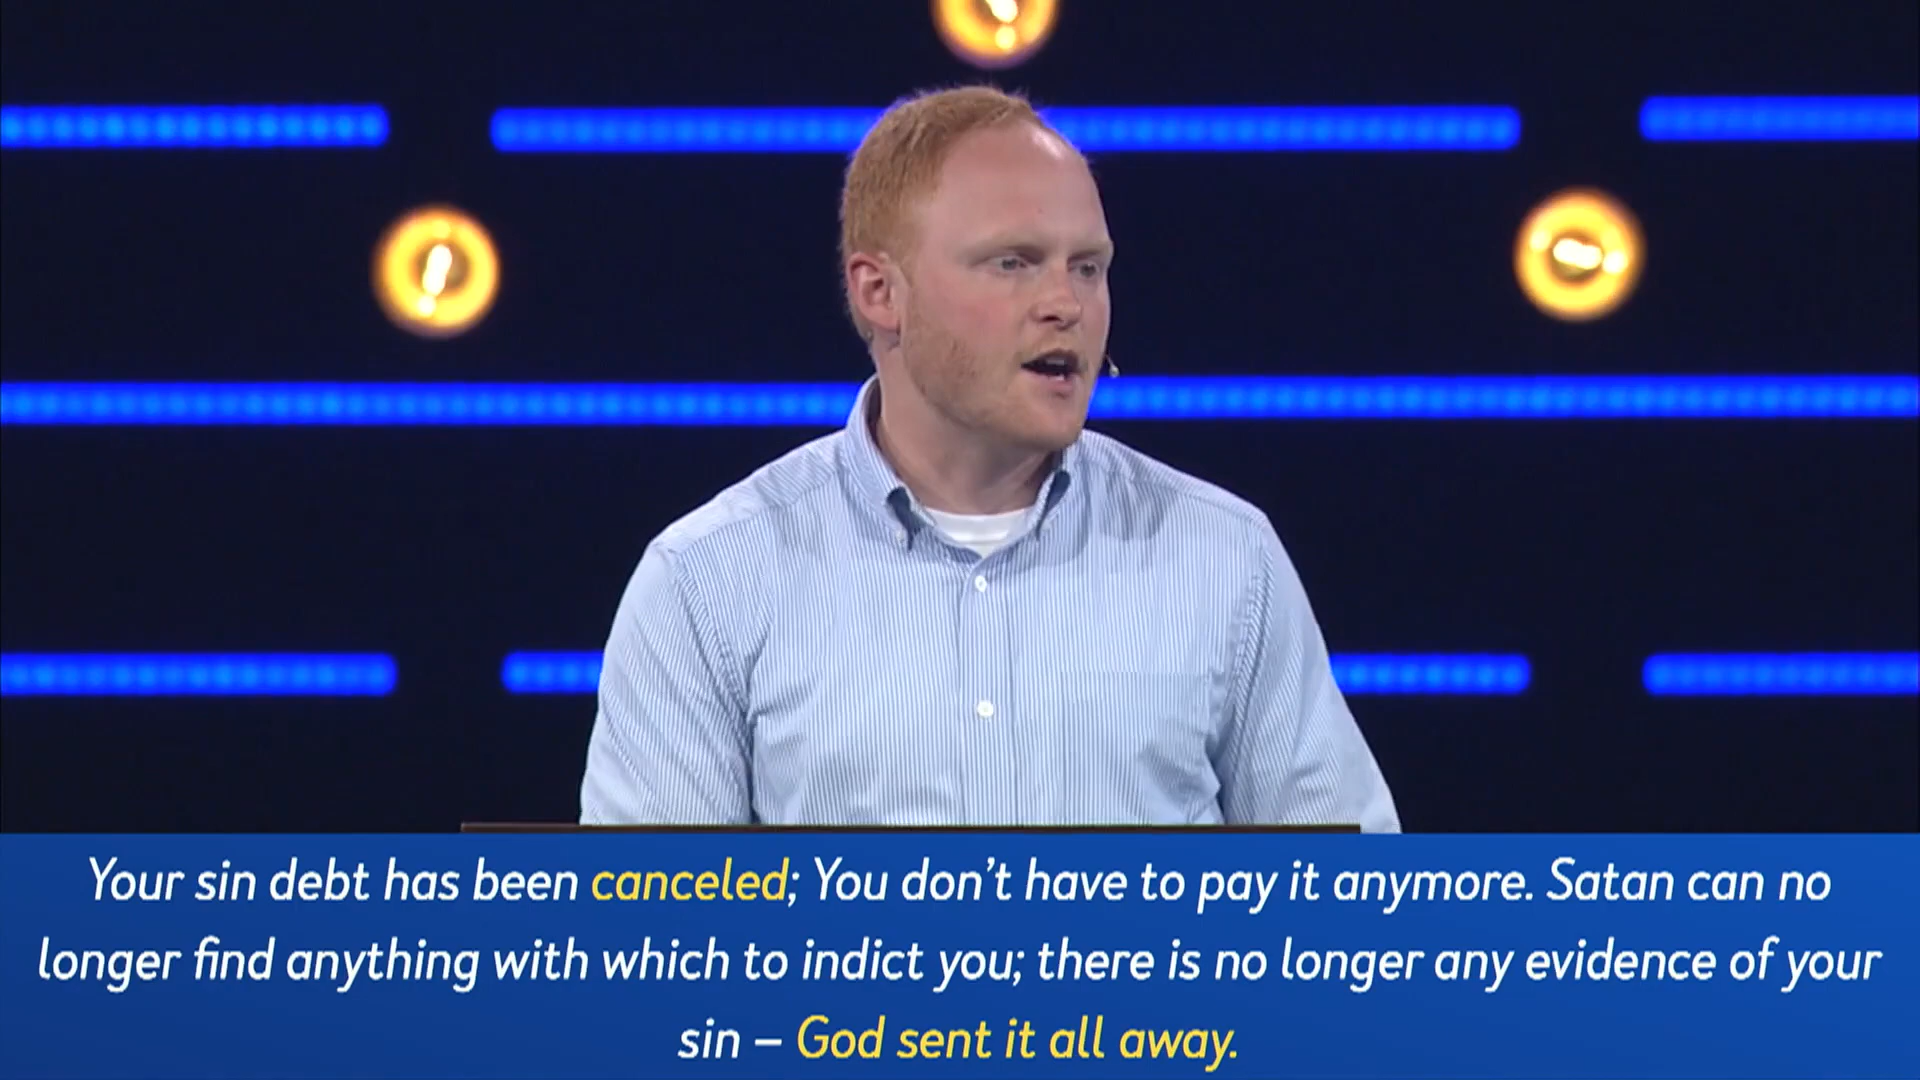 Your sin debt has been canceled; You don’t have to pay it anymore. Satan can no
longer find anything with which to indict you; there is no longer any evidence of your
sin – God sent it all away.